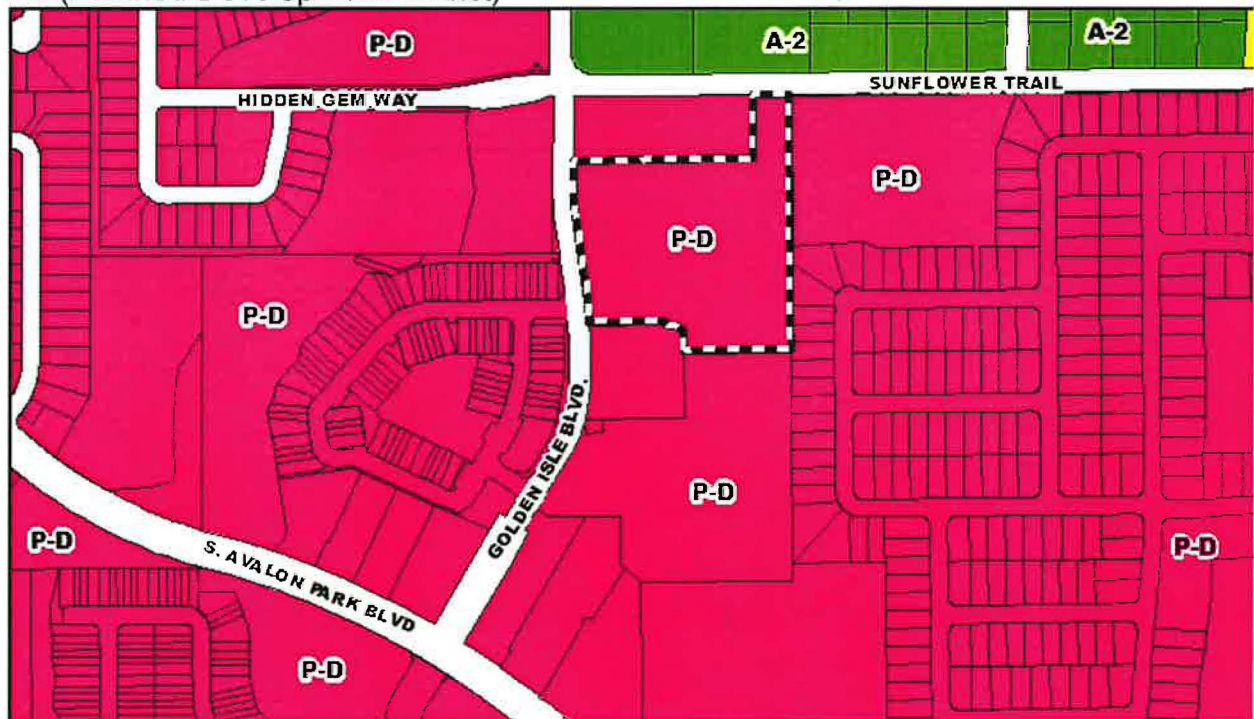 P-D
A-2
A-2
SUNFLOWER TRAIL
HIDDEN GEM WAY
P-D
P-D
P-D
GOLDEN ISLE BLVD.
P-D
P-D
S. AVALON PARK BLVD
P-D
P-D